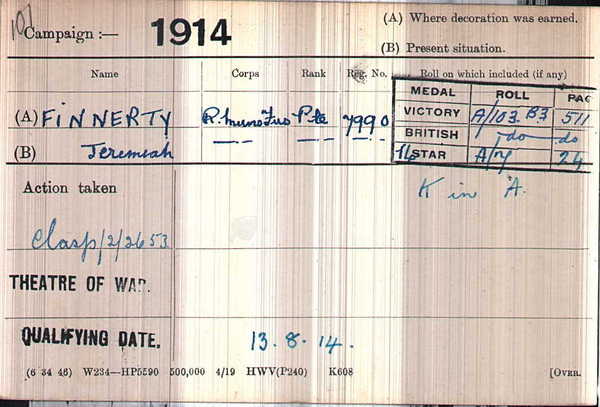 Campaign :— 1914
(A) Where decoration was earned.
(B) Present situation.
Name Corps Rank Reg. No. Roll on which included (if any)
MEDAL ROLL PAG
(A) FINNERTY R. Muns Fus Pte 7990
VICTORY A/103 B3 511
BRITISH do do
(B) Jeremiah
14 STAR A/7 24
Action taken
K in A.
Clasp/2/2653
THEATRE OF WAR.
QUALIFYING DATE. 13.8.14.
(6 34 46) W234—HP5590 500,000 4/19 HWV(P240) K608 [OVER.